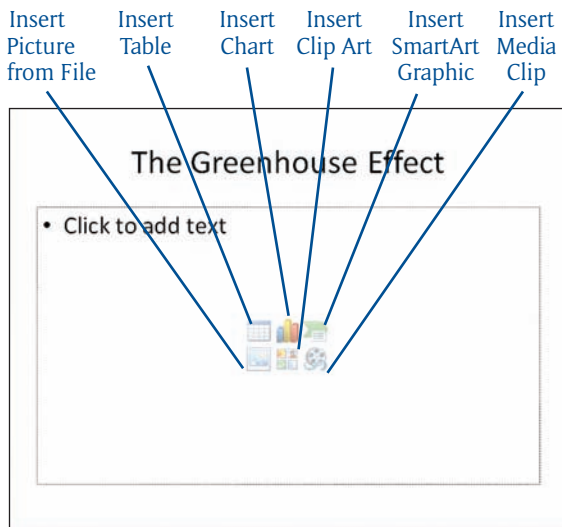 Insert
Picture
from File
Insert
Table
Insert
Chart
Insert
Clip Art
Insert
SmartArt
Graphic
Insert
Media
Clip
The Greenhouse Effect
• Click to add text